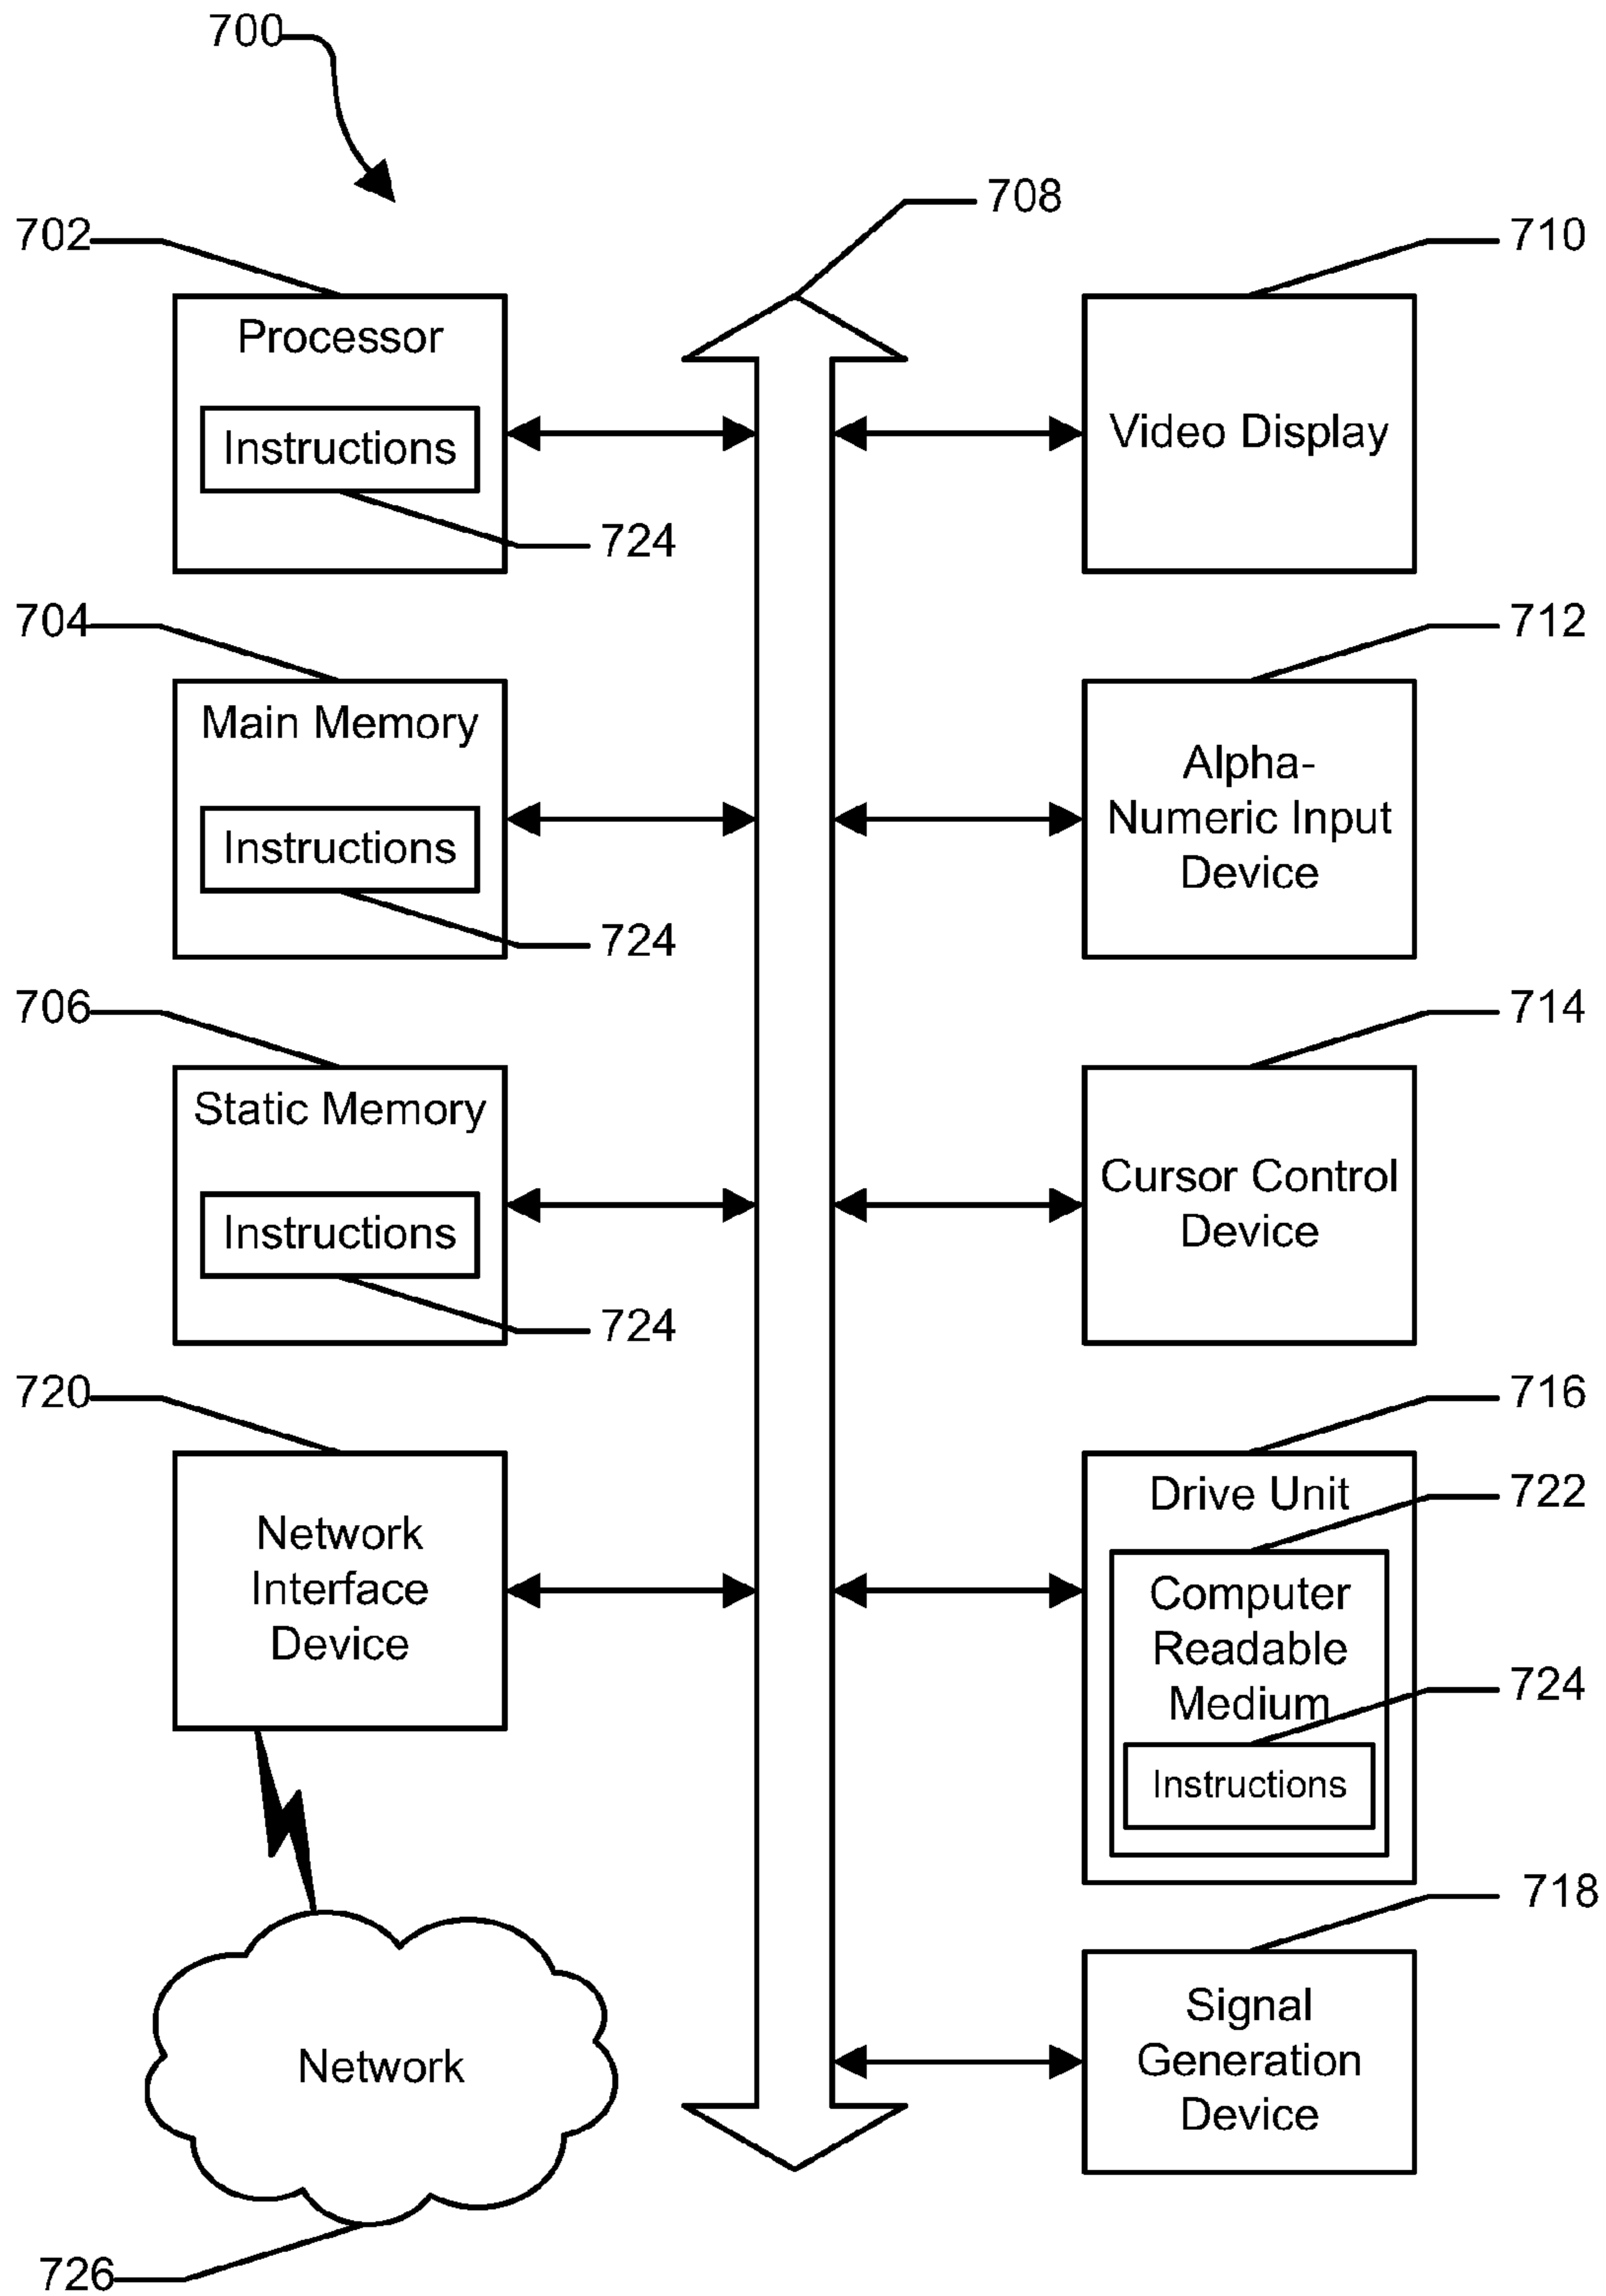 700
708
702
710
Processor
Instructions
724
Video Display
704
712
Main Memory
Instructions
724
Alpha-
Numeric Input
Device
706
714
Static Memory
Instructions
724
Cursor Control
Device
720
716
Network
Interface
Device
Drive Unit
722
Computer
Readable
Medium
724
Instructions
718
Signal
Generation
Device
Network
726